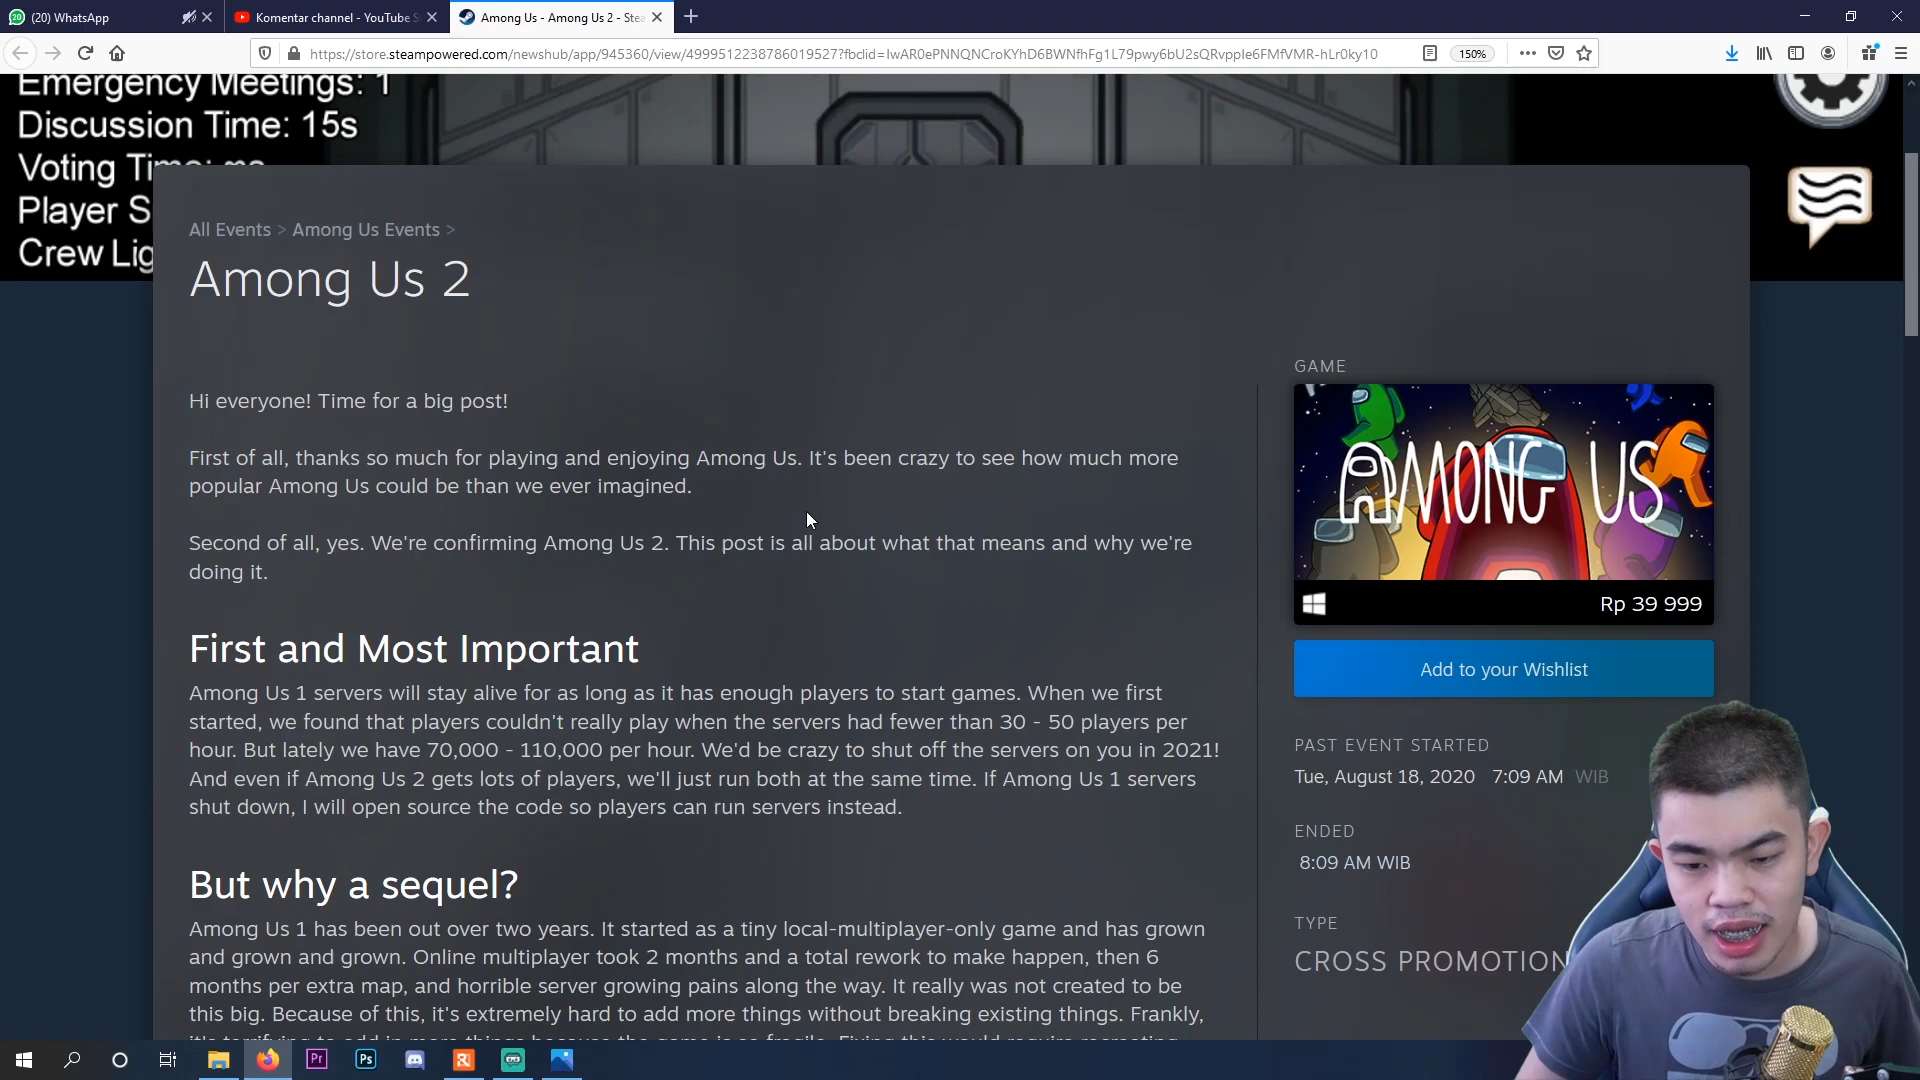 (20) WhatsApp
Komentar channel - YouTube S
Among Us - Among Us 2 - Stea
https://store.steampowered.com/newshub/app/945360/view/4999512238786019527?fbclid=IwAR0ePNNQNCroKYhD6BWNfhFg1L79pwy6bU2sQRvppIe6FMfVMR-hLr0ky10
150%
Emergency Meetings: 1
Discussion Time: 15s
Voting Time:
Player S
Crew Lig
All Events > Among Us Events >
Among Us 2
Hi everyone! Time for a big post!
First of all, thanks so much for playing and enjoying Among Us. It's been crazy to see how much more
popular Among Us could be than we ever imagined.
Second of all, yes. We're confirming Among Us 2. This post is all about what that means and why we're
doing it.
First and Most Important
Among Us 1 servers will stay alive for as long as it has enough players to start games. When we first
started, we found that players couldn't really play when the servers had fewer than 30 - 50 players per
hour. But lately we have 70,000 - 110,000 per hour. We'd be crazy to shut off the servers on you in 2021!
And even if Among Us 2 gets lots of players, we'll just run both at the same time. If Among Us 1 servers
shut down, I will open source the code so players can run servers instead.
But why a sequel?
Among Us 1 has been out over two years. It started as a tiny local-multiplayer-only game and has grown
and grown and grown. Online multiplayer took 2 months and a total rework to make happen, then 6
months per extra map, and horrible server growing pains along the way. It really was not created to be
this big. Because of this, it's extremely hard to add more things without breaking existing things. Frankly,
GAME
AMONG US
Rp 39 999
Add to your Wishlist
PAST EVENT STARTED
Tue, August 18, 2020 7:09 AM WIB
ENDED
8:09 AM WIB
TYPE
CROSS PROMOTION
Pr
Ps